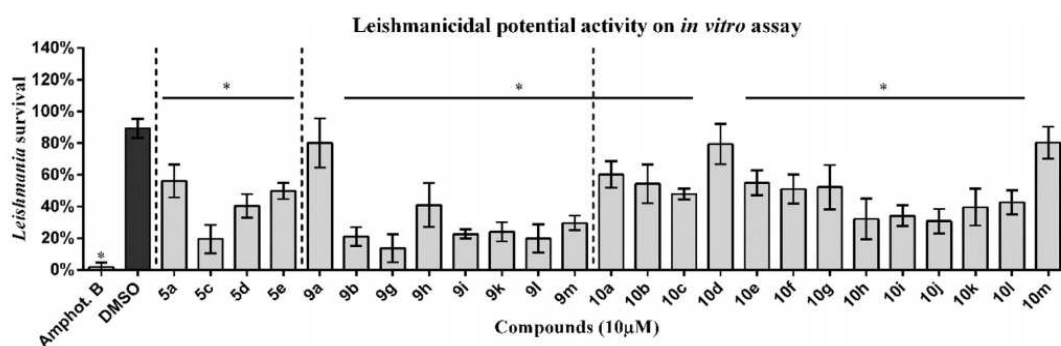 Leishmanicidal potential activity on in vitro assay
Leishmania survival
140%
120%
100%
80%
60%
40%
20%
0%
*
*
*
*
Amphot. B
DMSO
5a
5c
5d
5e
9a
9b
9g
9h
9i
9k
9l
9m
10a
10b
10c
10d
10e
10f
10g
10h
10i
10j
10k
10l
10m
Compounds (10μM)